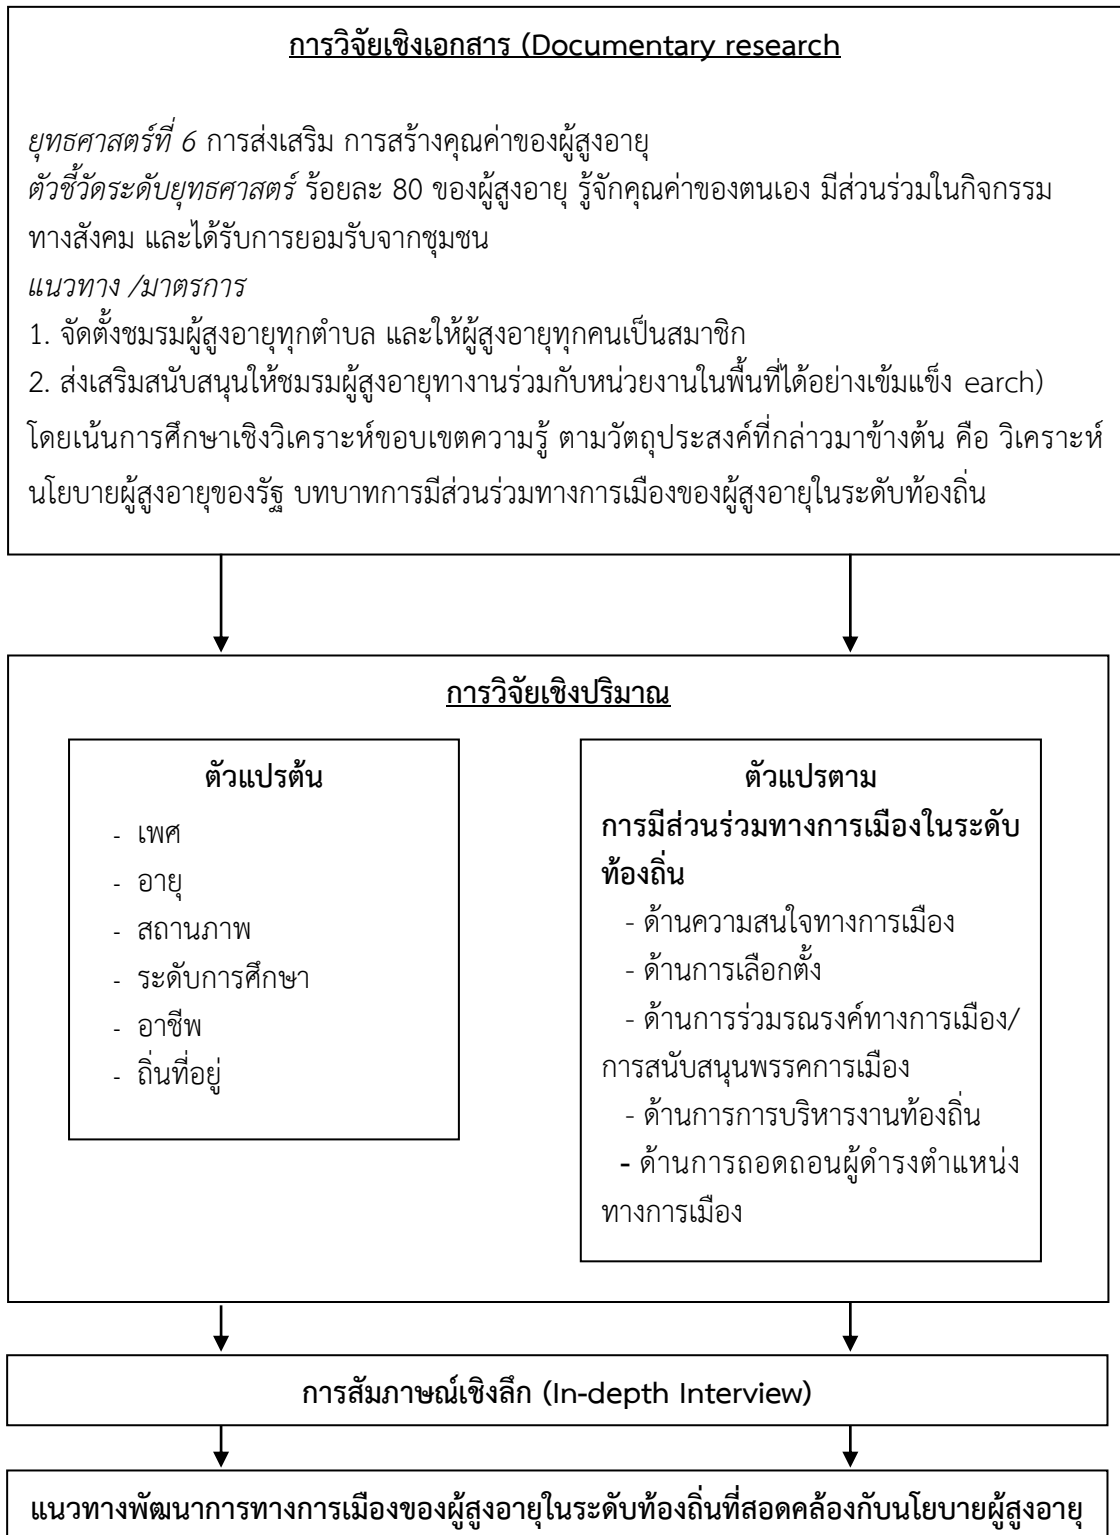 การวิจัยเชิงเอกสาร (Documentary research
ยุทธศาสตร์ที่ 6 การส่งเสริม การสร้างคุณค่าของผู้สูงอายุ
ตัวชี้วัดระดับยุทธศาสตร์ ร้อยละ 80 ของผู้สูงอายุ รู้จักคุณค่าของตนเอง มีส่วนร่วมในกิจกรรม
ทางสังคม และได้รับการยอมรับจากชุมชน
แนวทาง /มาตรการ
1. จัดตั้งชมรมผู้สูงอายุทุกตำบล และให้ผู้สูงอายุทุกคนเป็นสมาชิก
2. ส่งเสริมสนับสนุนให้ชมรมผู้สูงอายุทางานร่วมกับหน่วยงานในพื้นที่ได้อย่างเข้มแข็ง earch)
โดยเน้นการศึกษาเชิงวิเคราะห์ขอบเขตความรู้ ตามวัตถุประสงค์ที่กล่าวมาข้างต้น คือ วิเคราะห์
นโยบายผู้สูงอายุของรัฐ บทบาทการมีส่วนร่วมทางการเมืองของผู้สูงอายุในระดับท้องถิ่น
การวิจัยเชิงปริมาณ
ตัวแปรต้น
- เพศ
- อายุ
- สถานภาพ
- ระดับการศึกษา
- อาชีพ
- ถิ่นที่อยู่
ตัวแปรตาม
การมีส่วนร่วมทางการเมืองในระดับ
ท้องถิ่น
- ด้านความสนใจทางการเมือง
- ด้านการเลือกตั้ง
- ด้านการร่วมรณรงค์ทางการเมือง/
การสนับสนุนพรรคการเมือง
- ด้านการการบริหารงานท้องถิ่น
- ด้านการถอดถอนผู้ดำรงตำแหน่ง
ทางการเมือง
การสัมภาษณ์เชิงลึก (In-depth Interview)
แนวทางพัฒนาการทางการเมืองของผู้สูงอายุในระดับท้องถิ่นที่สอดคล้องกับนโยบายผู้สูงอายุ